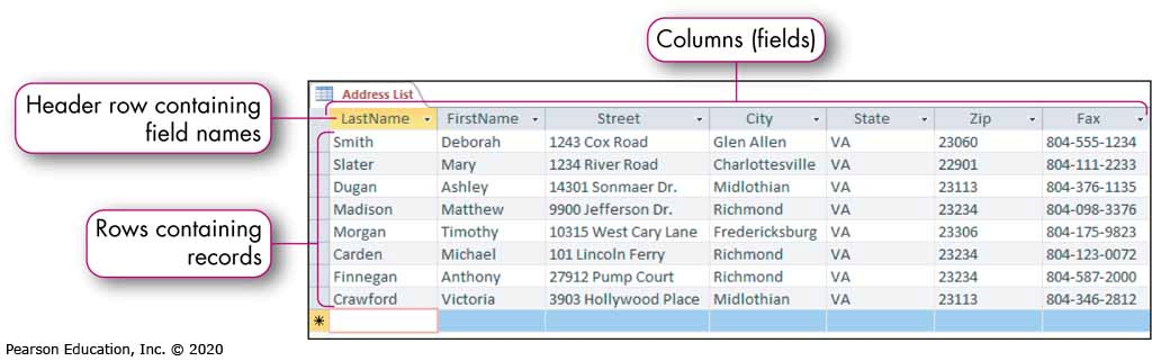 Columns (fields)
Header row containing
field names
Rows containing
records
Address List
LastName FirstName Street City State Zip Fax
Smith Deborah 1243 Cox Road Glen Allen VA 23060 804-555-1234
Slater Mary 1234 River Road Charlottesville VA 22901 804-111-2233
Dugan Ashley 14301 Sonmaer Dr. Midlothian VA 23113 804-376-1135
Madison Matthew 9900 Jefferson Dr. Richmond VA 23234 804-098-3376
Morgan Timothy 10315 West Cary Lane Fredericksburg VA 23306 804-175-9823
Carden Michael 101 Lincoln Ferry Richmond VA 23234 804-123-0072
Finnegan Anthony 27912 Pump Court Richmond VA 23234 804-587-2000
Crawford Victoria 3903 Hollywood Place Midlothian VA 23113 804-346-2812
Pearson Education, Inc. © 2020